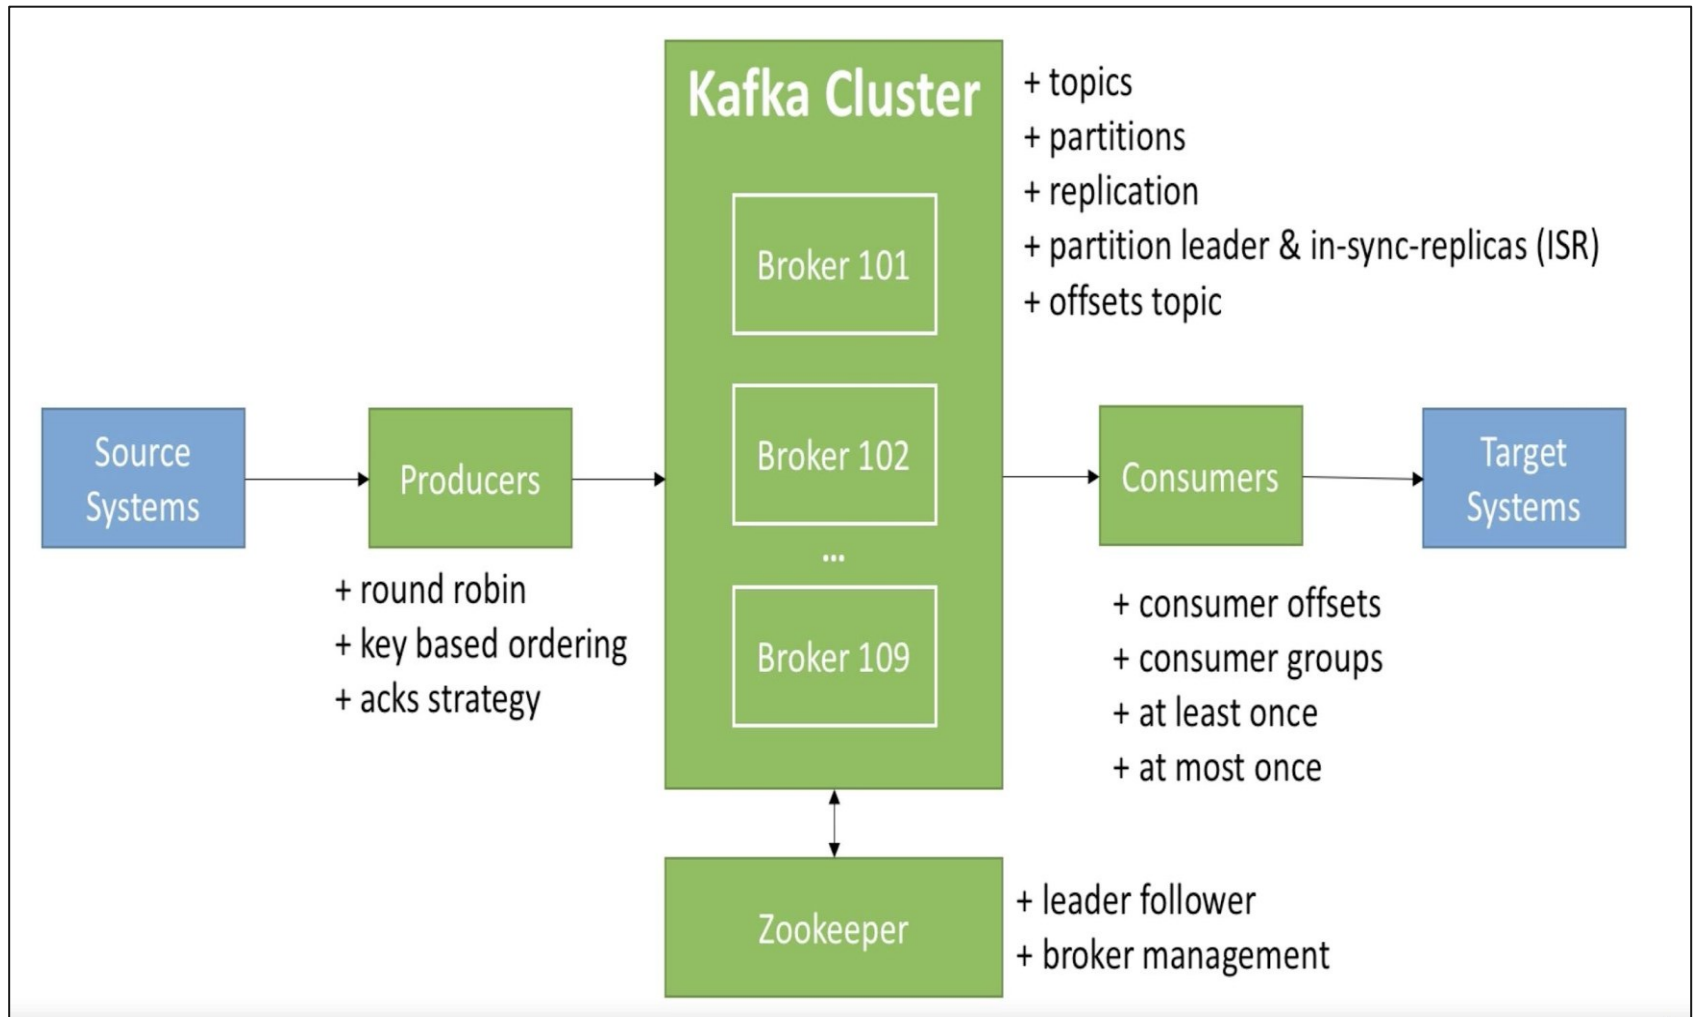 Kafka Cluster
Broker 101
Broker 102
...
Broker 109
+ topics
+ partitions
+ replication
+ partition leader & in-sync-replicas (ISR)
+ offsets topic
Source
Systems
Producers
+ round robin
+ key based ordering
+ acks strategy
Consumers
+ consumer offsets
+ consumer groups
+ at least once
+ at most once
Target
Systems
Zookeeper
+ leader follower
+ broker management